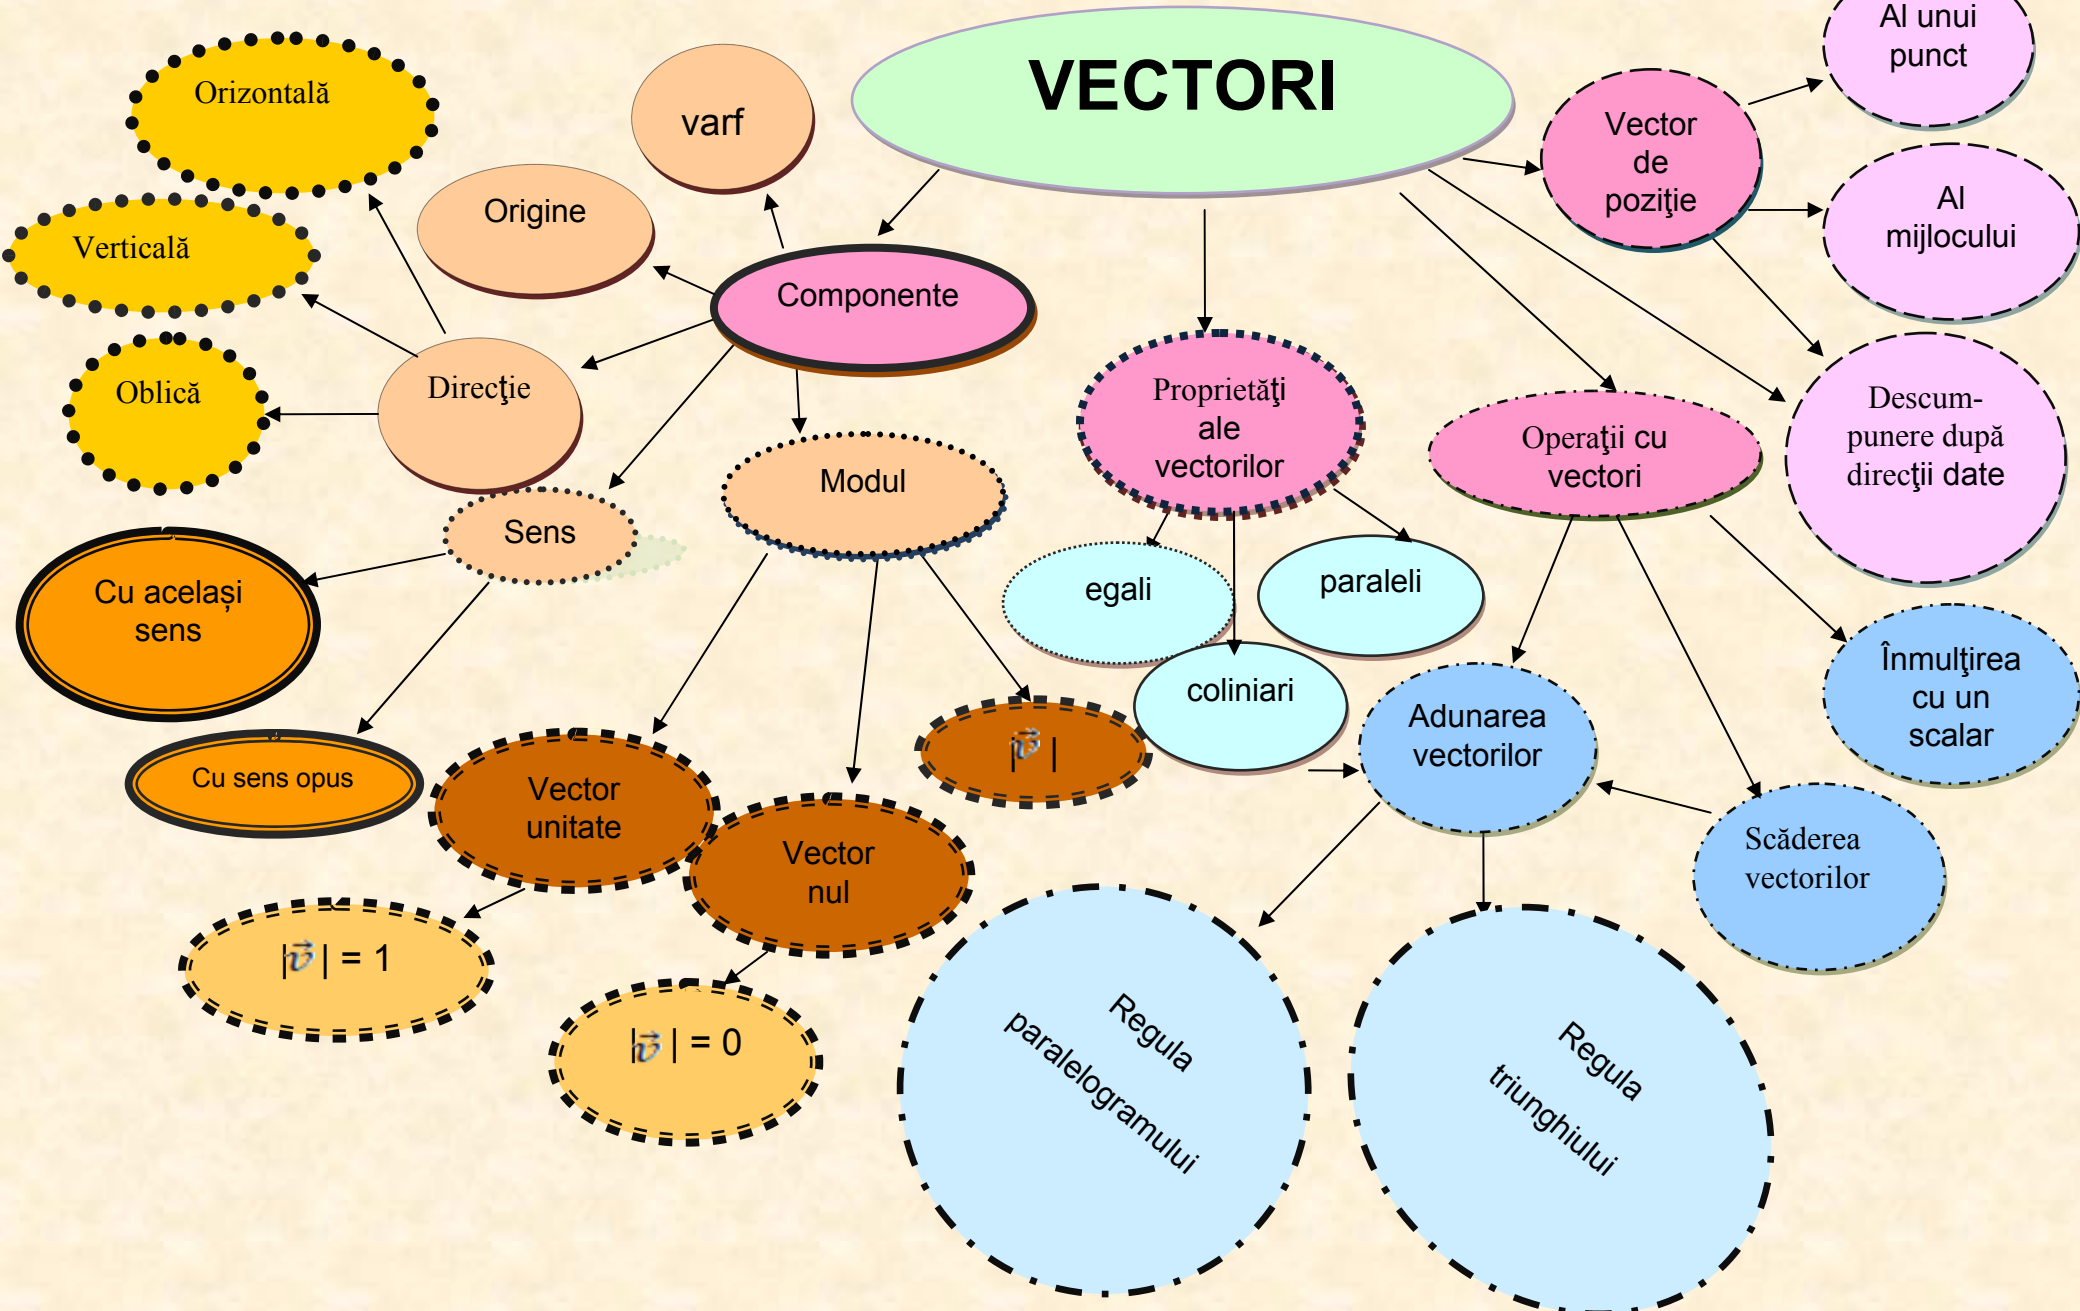 VECTORI
Al unui
punct
Vector
de
poziţie
Al
mijlocului
Descum-
punere după
direcţii date
varf
Origine
Componente
Orizontală
Verticală
Oblică
Direcţie
Sens
Modul
Cu același
sens
Cu sens opus
Vector
unitate
Vector
nul
|v⃗ |
|v⃗ | = 1
|v⃗ | = 0
Proprietăţi
ale
vectorilor
egali
paraleli
coliniari
Operaţii cu
vectori
Adunarea
vectorilor
Scăderea
vectorilor
Înmulţirea
cu un
scalar
Regula
paralelogramului
Regula
triunghiului